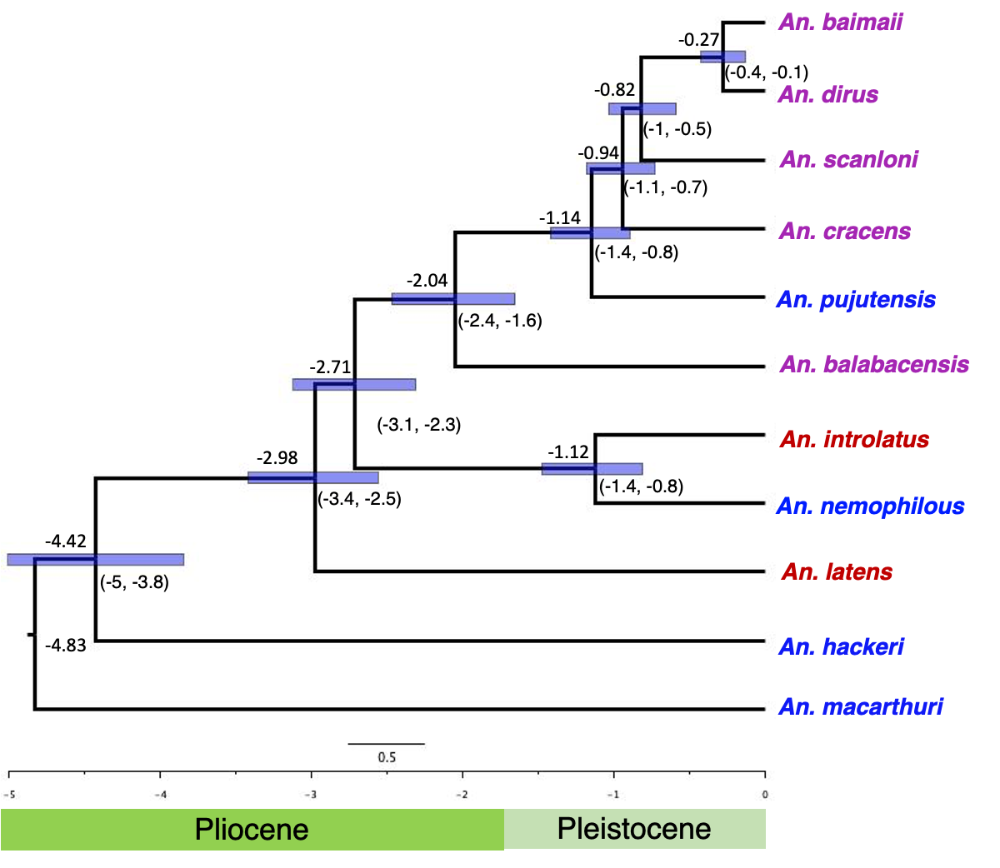 An. baimaii
-0.27
(-0.4, -0.1)
An. dirus
-0.82
(-1, -0.5)
An. scanloni
-0.94
(-1.1, -0.7)
An. cracens
-1.14
(-1.4, -0.8)
An. pujutensis
-2.04
(-2.4, -1.6)
An. balabacensis
-2.71
(-3.1, -2.3)
An. introlatus
-1.12
(-1.4, -0.8)
An. nemophilous
-2.98
(-3.4, -2.5)
An. latens
-4.42
(-5, -3.8)
An. hackeri
-4.83
An. macarthuri
0.5
-5 -4 -3 -2 -1 0
Pliocene Pleistocene